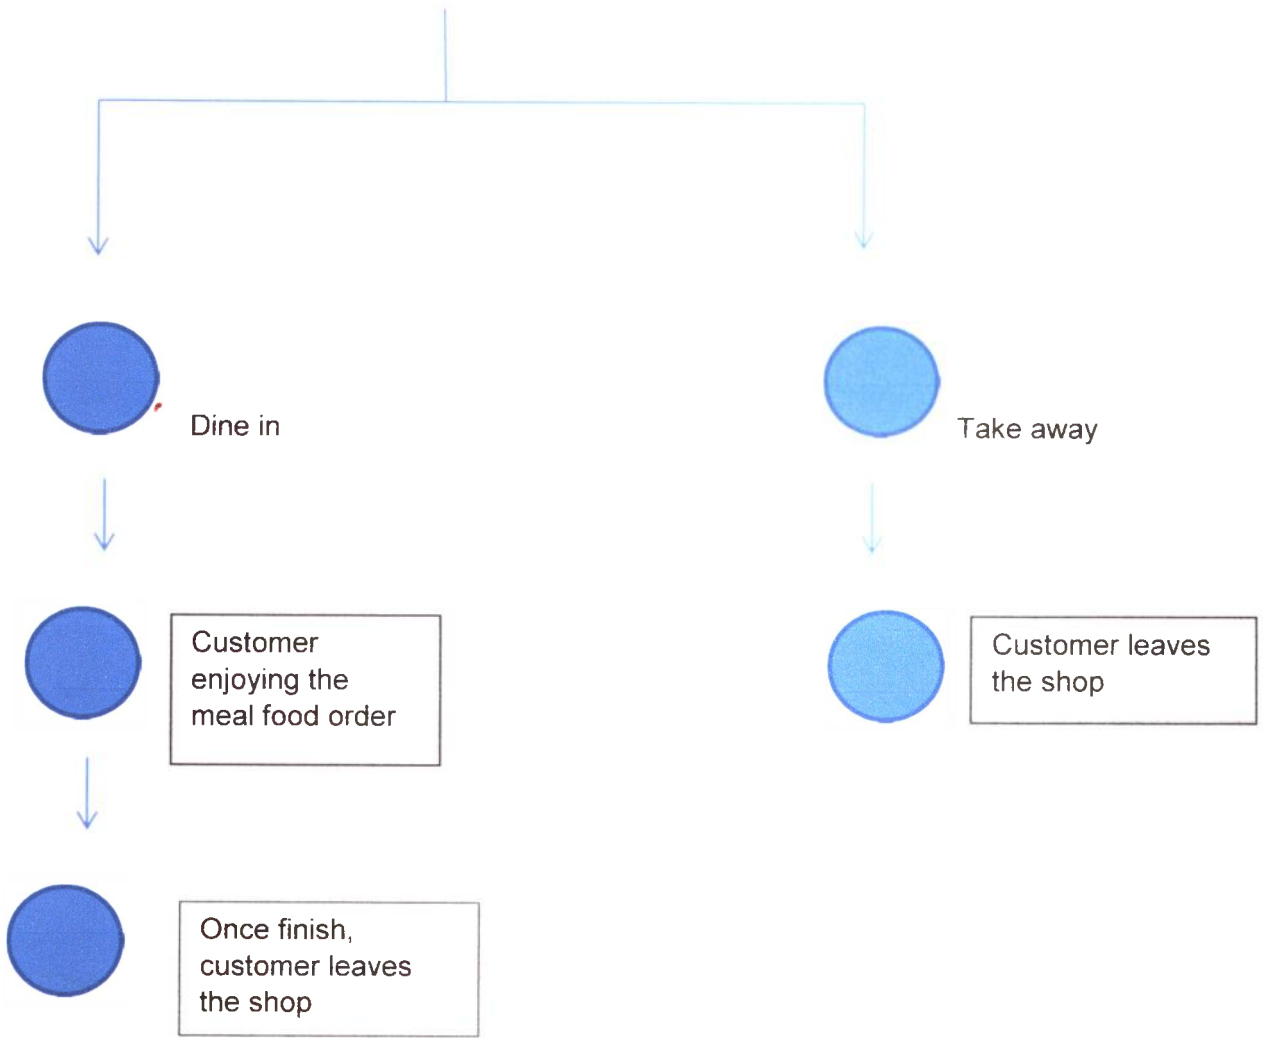 Dine in
Take away
Customer
enjoying the
meal food order
Customer leaves
the shop
Once finish,
customer leaves
the shop